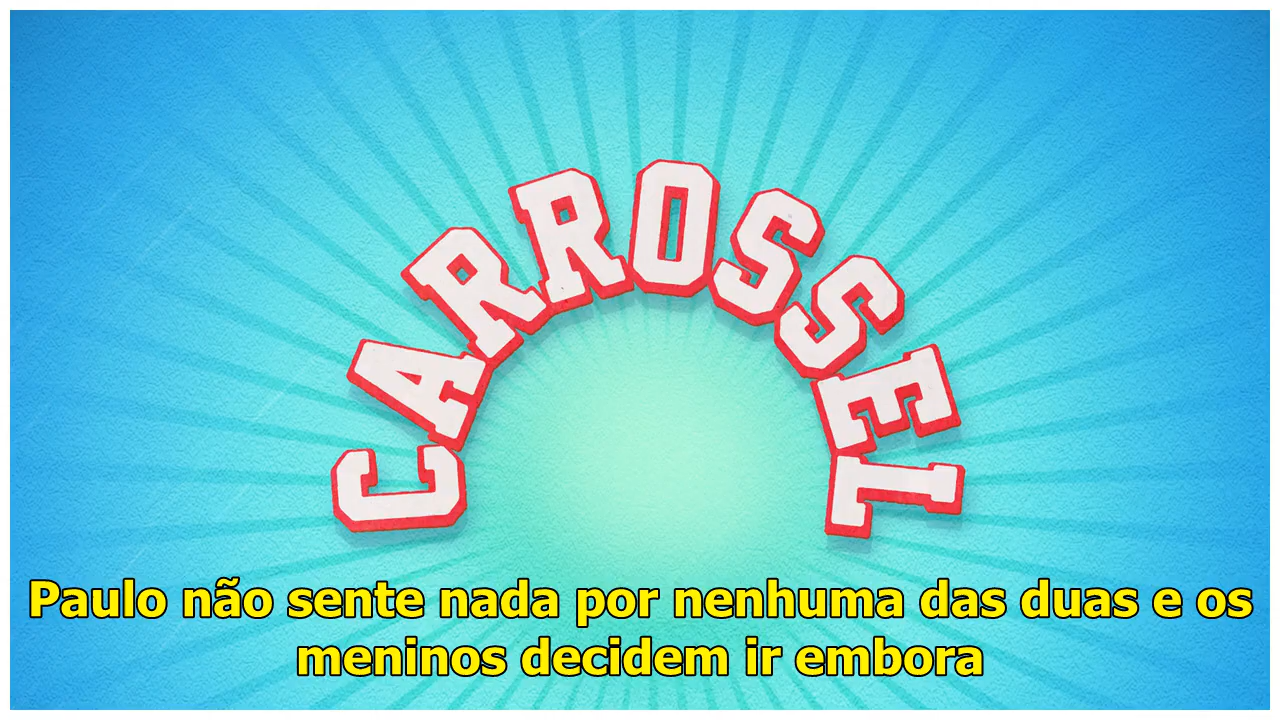 CARROSSEL
Paulo não sente nada por nenhuma das duas e os
meninos decidem ir embora